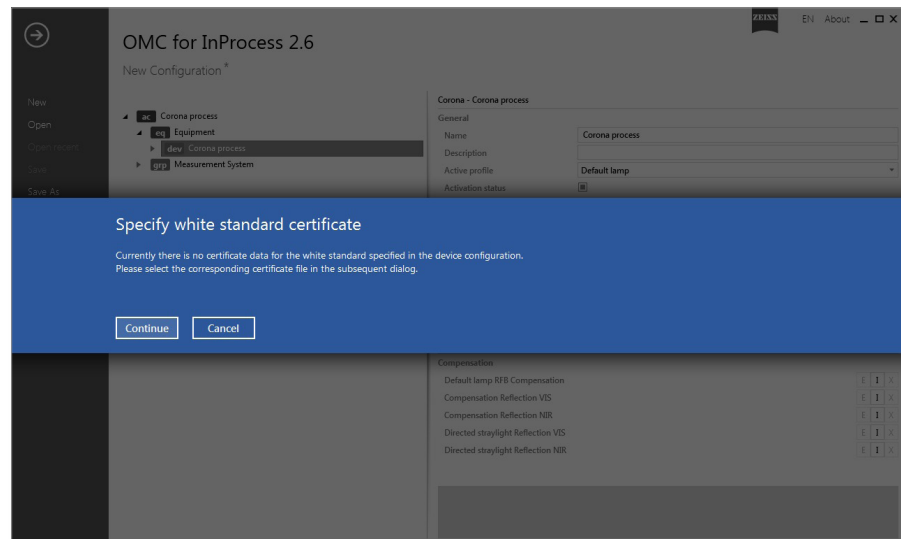 ZEISS
EN About
OMC for InProcess 2.6
New Configuration *
New
Open
Open recent
Save
Save As
ac Corona process
eq Equipment
dev Corona process
grp Measurement System
Corona - Corona process
General
Name Corona process
Description
Active profile Default lamp
Activation status
Specify white standard certificate
Currently there is no certificate data for the white standard specified in the device configuration.
Please select the corresponding certificate file in the subsequent dialog.
Continue Cancel
Compensation
Default lamp RFB Compensation E I X
Compensation Reflection VIS E I X
Compensation Reflection NIR E I X
Directed straylight Reflection VIS E I X
Directed straylight Reflection NIR E I X